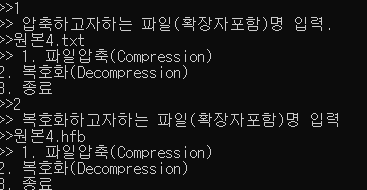 >>1
>> 압축하고자하는 파일(확장자포함)명 입력.
>>원본4.txt
>> 1. 파일압축(Compression)
2. 복호화(Decompression)
3. 종료
>>2
>> 복호화하고자하는 파일(확장자포함)명 입력
>>원본4.hfb
>> 1. 파일압축(Compression)
2. 복호화(Decompression)
3. 종료